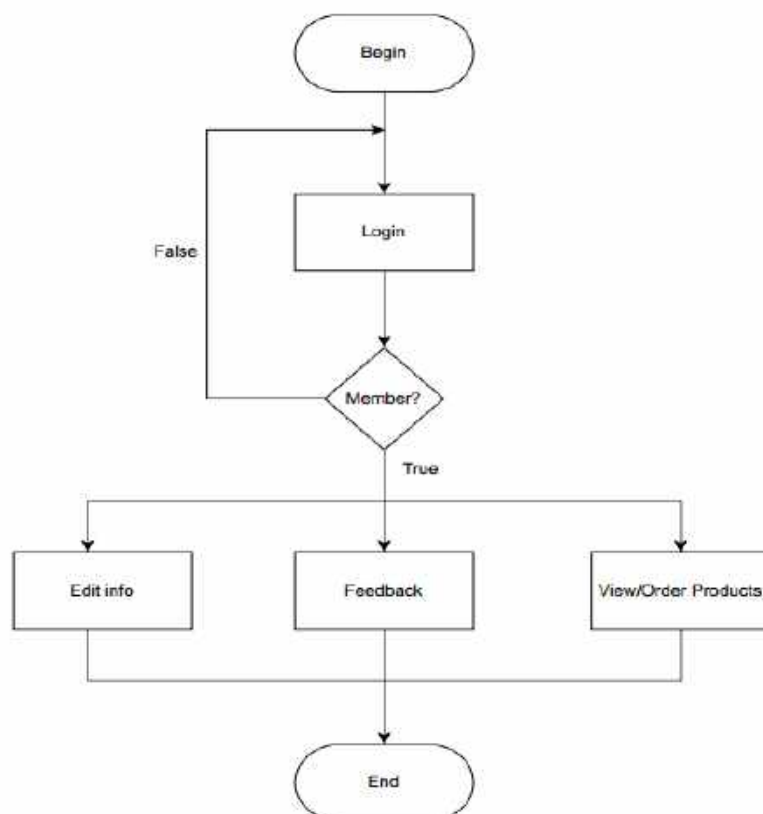 Begin
Login
False
Member?
True
Edit info
Feedback
View/Order Products
End